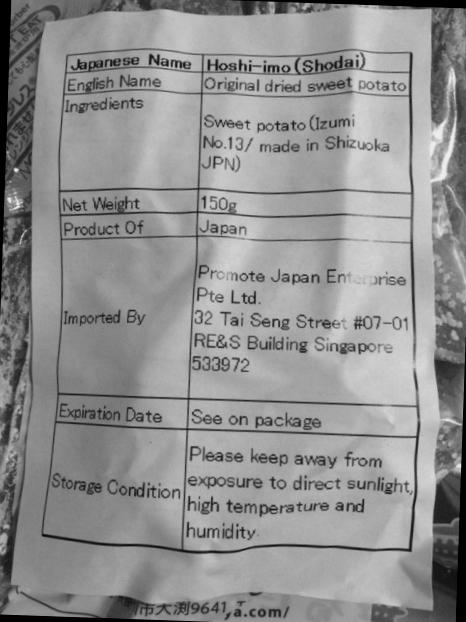 Japanese Name Hoshi-imo (Shodai)
English Name Original dried sweet potato
Ingredients
Sweet potato (Izumi
No.13/ made in Shizuoka
JPN)
Net Weight 150g
Product Of Japan
Imported By
Promote Japan Enterprise
Pte Ltd.
32 Tai Seng Street #07-01
RE&S Building Singapore
533972
Expiration Date See on package
Storage Condition
Please keep away from
exposure to direct sunlight,
high temperature and
humidity.
市大渕9641
a.com/